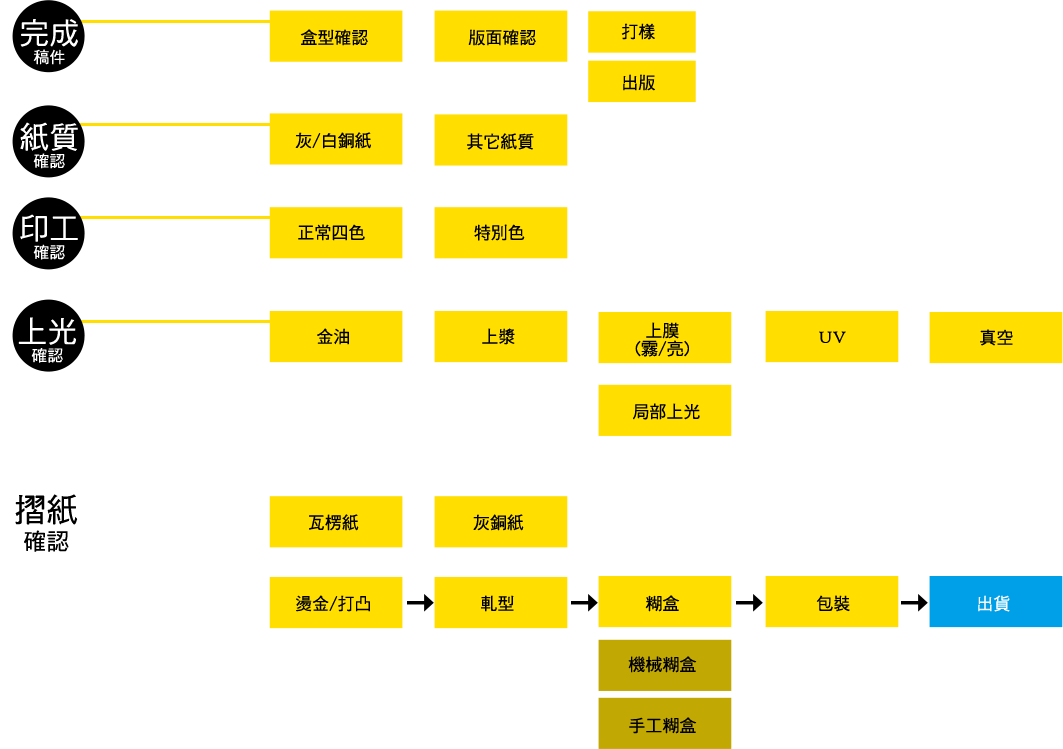 完成
稿件
盒型確認
版面確認
打樣
出版
紙質
確認
灰/白銅紙
其它紙質
印工
確認
正常四色
特別色
上光
確認
金油
上漿
上膜
(霧/亮)
UV
真空
局部上光
摺紙
確認
瓦楞紙
灰銅紙
燙金/打凸
軋型
糊盒
包裝
出貨
機械糊盒
手工糊盒